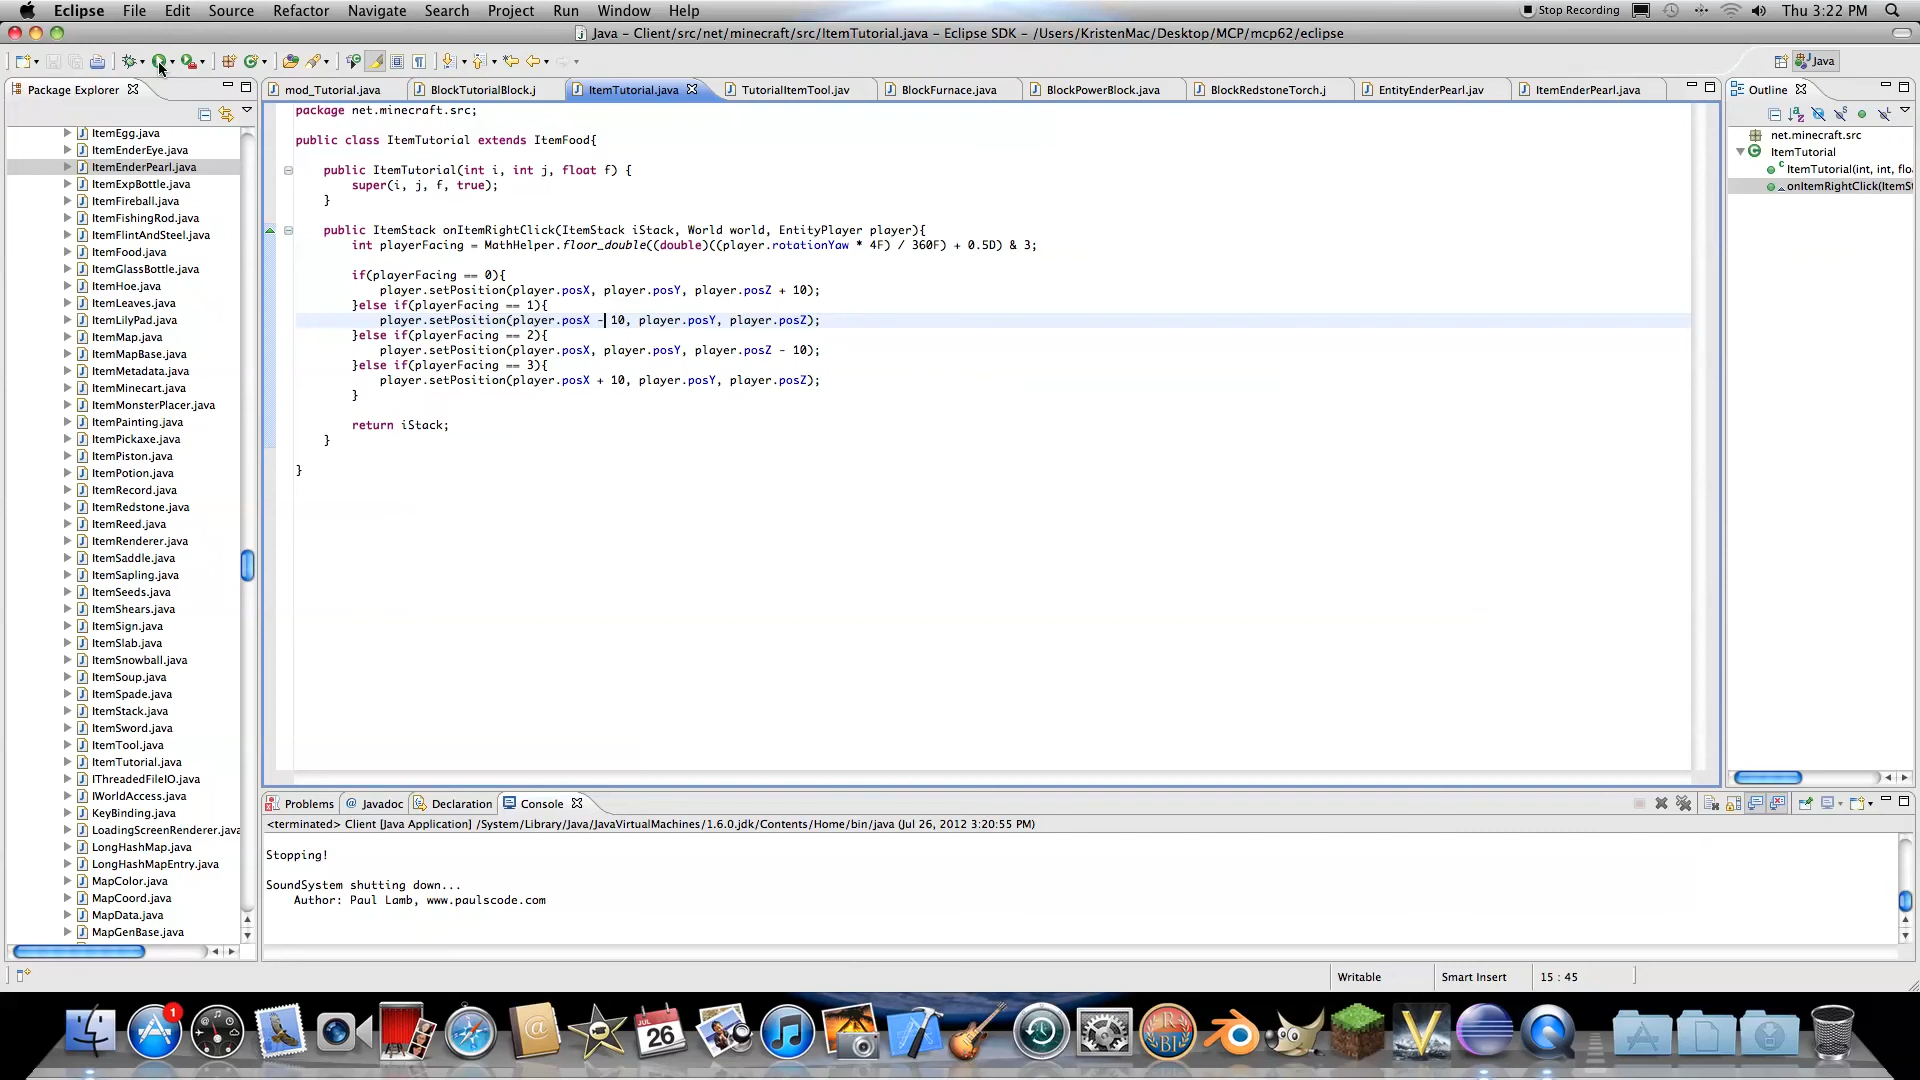 Eclipse File Edit Source Refactor Navigate Search Project Run Window Help Stop Recording Thu 3:22 PM
Java – Client/src/net/minecraft/src/ItemTutorial.java – Eclipse SDK – /Users/KristenMac/Desktop/MCP/mcp62/eclipse
Java
Package Explorer
mod_Tutorial.java BlockTutorialBlock.j ItemTutorial.java TutorialItemTool.jav BlockFurnace.java BlockPowerBlock.java BlockRedstoneTorch.j EntityEnderPearl.jav ItemEnderPearl.java
Outline
ItemEgg.java
ItemEnderEye.java
ItemEnderPearl.java
ItemExpBottle.java
ItemFireball.java
ItemFishingRod.java
ItemFlintAndSteel.java
ItemFood.java
ItemGlassBottle.java
ItemHoe.java
ItemLeaves.java
ItemLilyPad.java
ItemMap.java
ItemMapBase.java
ItemMetadata.java
ItemMinecart.java
ItemMonsterPlacer.java
ItemPainting.java
ItemPickaxe.java
ItemPiston.java
ItemPotion.java
ItemRecord.java
ItemRedstone.java
ItemReed.java
ItemRenderer.java
ItemSaddle.java
ItemSapling.java
ItemSeeds.java
ItemShears.java
ItemSign.java
ItemSlab.java
ItemSnowball.java
ItemSoup.java
ItemSpade.java
ItemStack.java
ItemSword.java
ItemTool.java
ItemTutorial.java
IThreadedFileIO.java
IWorldAccess.java
KeyBinding.java
LoadingScreenRenderer.java
LongHashMap.java
LongHashMapEntry.java
MapColor.java
MapCoord.java
MapData.java
MapGenBase.java
package net.minecraft.src;
public class ItemTutorial extends ItemFood{
public ItemTutorial(int i, int j, float f) {
super(i, j, f, true);
}
public ItemStack onItemRightClick(ItemStack iStack, World world, EntityPlayer player){
int playerFacing = MathHelper.floor_double((double)((player.rotationYaw * 4F) / 360F) + 0.5D) & 3;
if(playerFacing == 0){
player.setPosition(player.posX, player.posY, player.posZ + 10);
}else if(playerFacing == 1){
player.setPosition(player.posX - 10, player.posY, player.posZ);
}else if(playerFacing == 2){
player.setPosition(player.posX, player.posY, player.posZ - 10);
}else if(playerFacing == 3){
player.setPosition(player.posX + 10, player.posY, player.posZ);
}
return iStack;
}
}
net.minecraft.src
ItemTutorial
ItemTutorial(int, int, flo
onItemRightClick(ItemSt
Problems @ Javadoc Declaration Console
<terminated> Client [Java Application] /System/Library/Java/JavaVirtualMachines/1.6.0.jdk/Contents/Home/bin/java (Jul 26, 2012 3:20:55 PM)
Stopping!
SoundSystem shutting down...
Author: Paul Lamb, www.paulscode.com
Writable Smart Insert 15 : 45
1
JUL
26